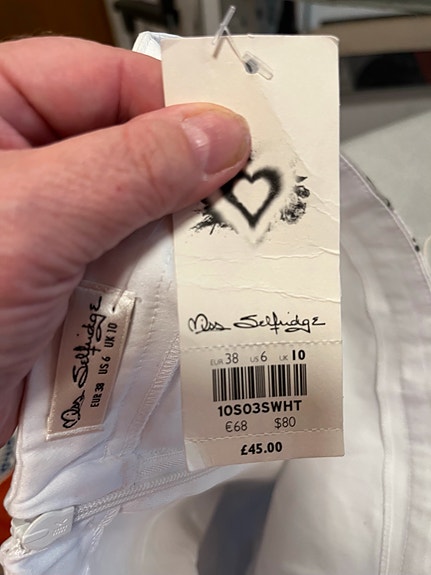 Miss Selfridge
EUR 38 US 6 UK 10
10S03SWHT
€68 $80
£45.00
Miss Selfridge
EUR 38 US 6 UK 10